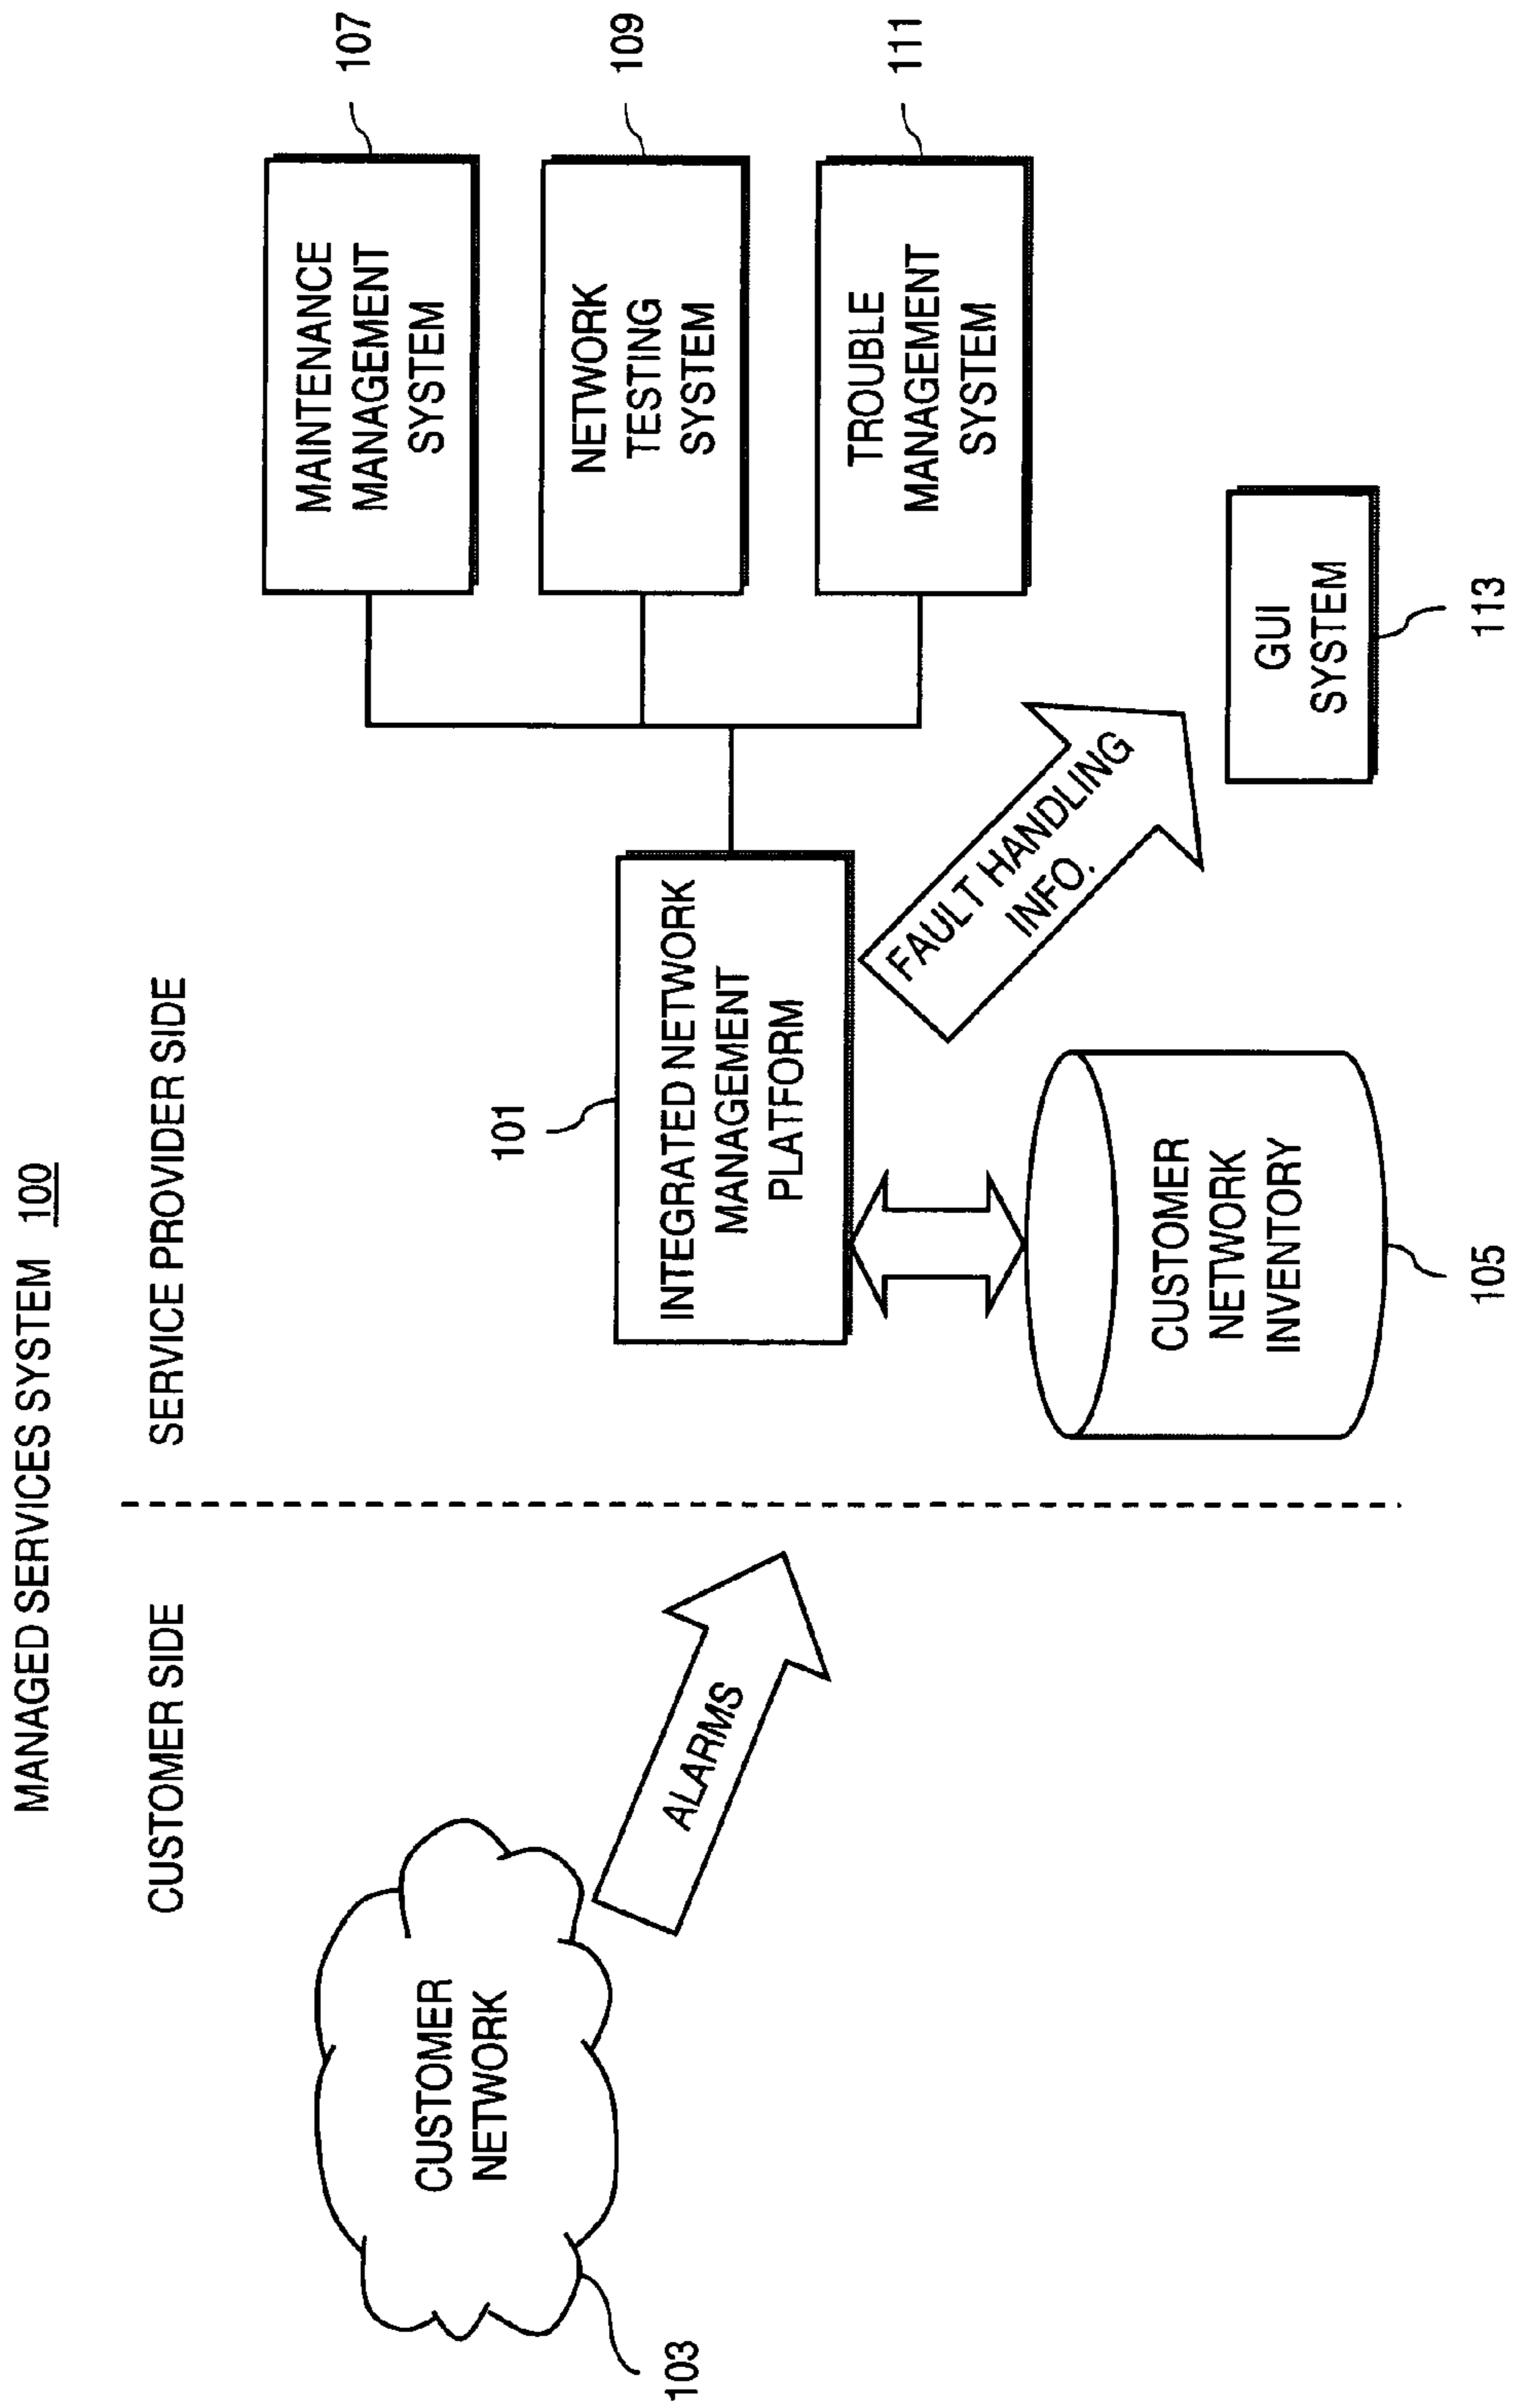 MANAGED SERVICES SYSTEM 100
CUSTOMER SIDE
SERVICE PROVIDER SIDE
CUSTOMER
NETWORK
103
ALARMS
101
INTEGRATED NETWORK
MANAGEMENT
PLATFORM
CUSTOMER
NETWORK
INVENTORY
105
FAULT HANDLING
INFO.
MAINTENANCE
MANAGEMENT
SYSTEM
107
NETWORK
TESTING
SYSTEM
109
TROUBLE
MANAGEMENT
SYSTEM
111
GUI
SYSTEM
113